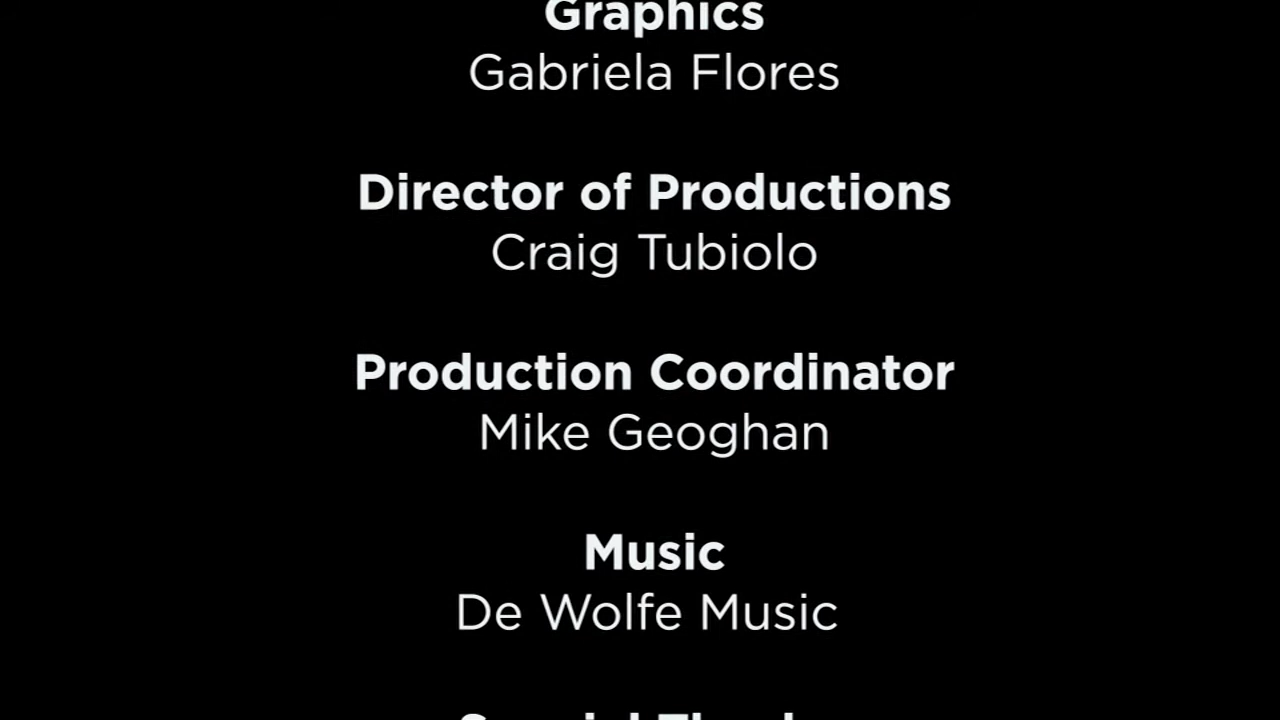 Graphics
Gabriela Flores
Director of Productions
Craig Tubiolo
Production Coordinator
Mike Geoghan
Music
De Wolfe Music